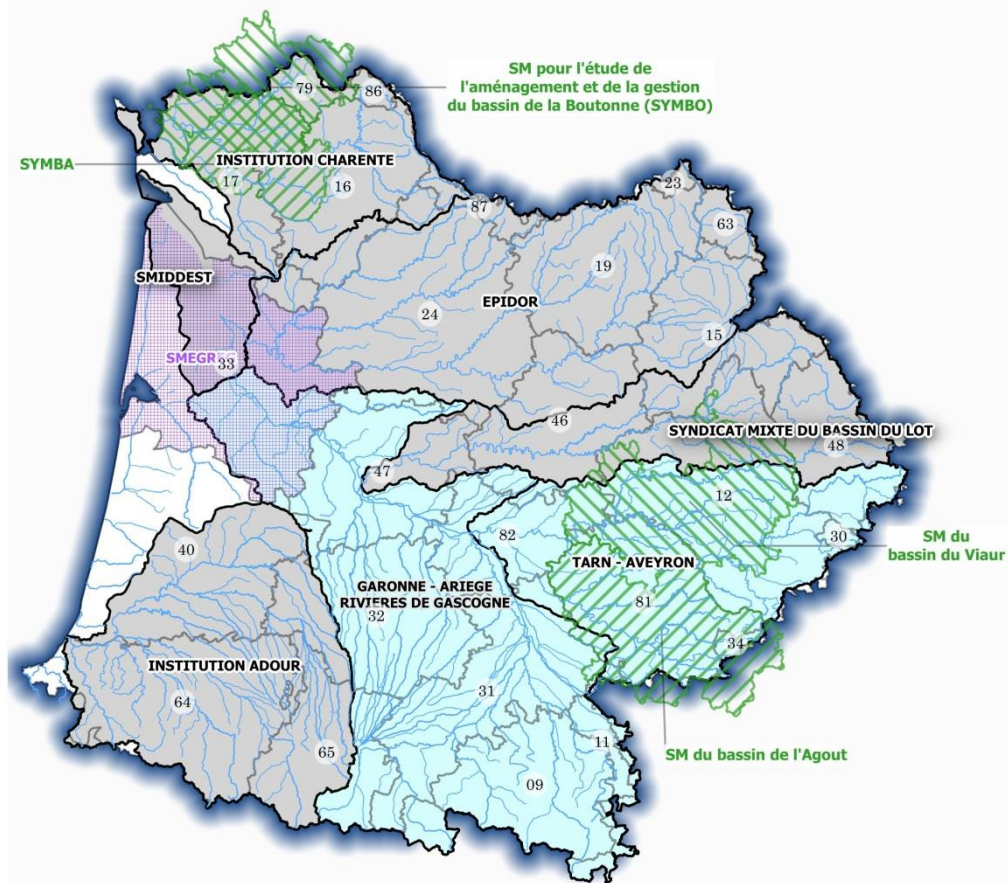 SM pour l'étude de
l'aménagement et de la gestion
du bassin de la Boutonne (SYMBO)
79
86
SYMBA
INSTITUTION CHARENTE
17
16
87
23
63
19
SMIDDEST
EPIDOR
24
15
SMEGR
33
46
SYNDICAT MIXTE DU BASSIN DU LOT
48
47
12
82
30
SM du
bassin du Viaur
40
TARN - AVEYRON
GARONNE - ARIEGE
RIVIERES DE GASCOGNE
32
81
34
INSTITUTION ADOUR
64
31
65
11
SM du bassin de l'Agout
09